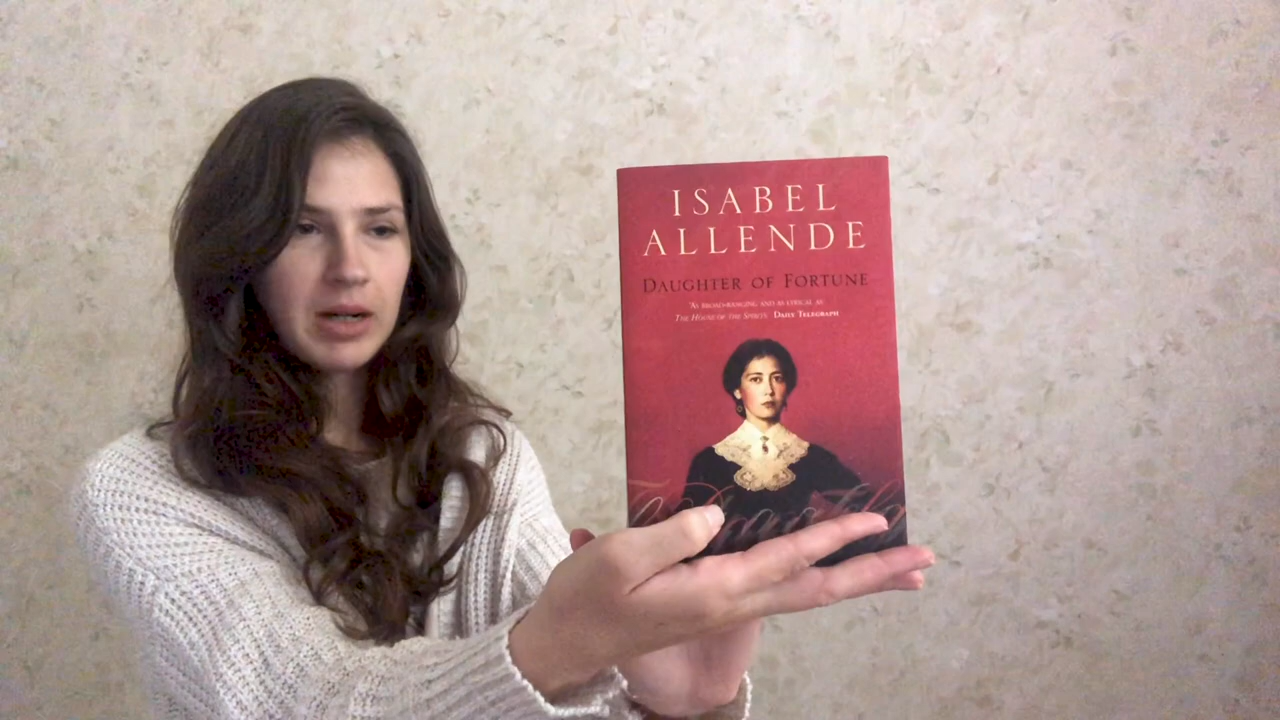 ISABEL
ALLENDE
DAUGHTER OF FORTUNE
'AS BROAD-RANGING AND AS LYRICAL AS
THE HOUSE OF THE SPIRITS' DAILY TELEGRAPH